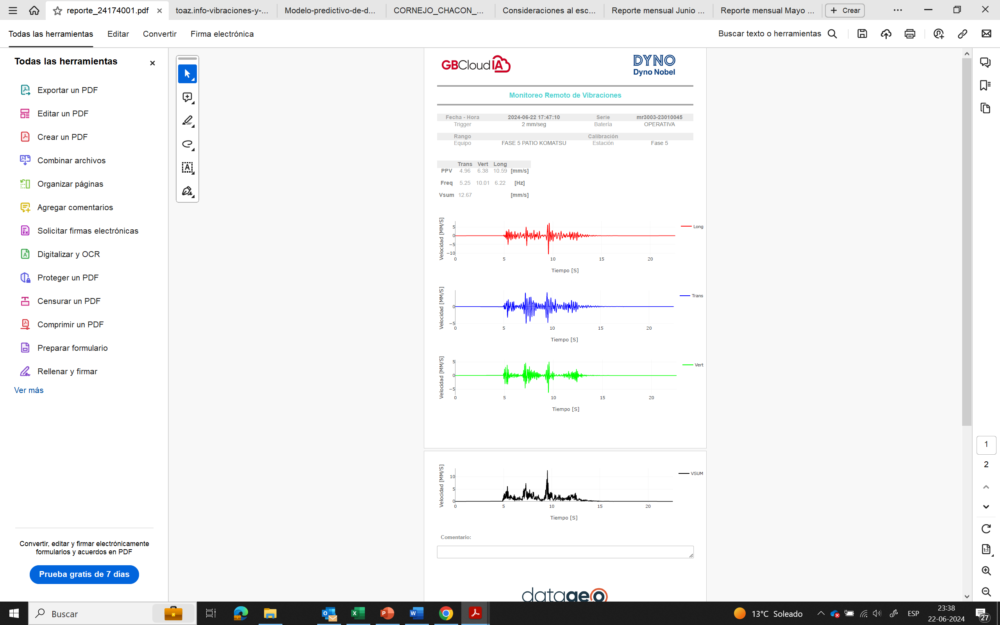 reporte_24174001.pdf
toaz.info-vibraciones-y-...
Modelo-predictivo-de-d...
CORNEJO_CHACON_...
Consideraciones al esc...
Reporte mensual Junio ...
Reporte mensual Mayo ...
Crear
Todas las herramientas
Editar
Convertir
Firma electrónica
Buscar texto o herramientas
Todas las herramientas
Exportar un PDF
Editar un PDF
Crear un PDF
Combinar archivos
Organizar páginas
Agregar comentarios
Solicitar firmas electrónicas
Digitalizar y OCR
Proteger un PDF
Censurar un PDF
Comprimir un PDF
Preparar formulario
Rellenar y firmar
Ver más
Convertir, editar y firmar electrónicamente
formularios y acuerdos en PDF
Prueba gratis de 7 días
GBCloud IA
DYNO
Dyno Nobel
Monitoreo Remoto de Vibraciones
Fecha - Hora 2024-06-22 17:47:10 Serie mr3003-23010045
Trigger 2 mm/seg Batería OPERATIVA
Rango Calibración
Equipo FASE 5 PATIO KOMATSU Estación Fase 5
Trans Vert Long
PPV 4.96 6.38 10.59 [mm/s]
Freq 5.25 10.01 6.22 [Hz]
Vsum 12.67 [mm/s]
Velocidad [MM/S]
5
0
−5
−10
0 5 10 15 20
Tiempo [S]
Long
Velocidad [MM/S]
0
−5
0 5 10 15 20
Tiempo [S]
Trans
Velocidad [MM/S]
5
0
−5
0 5 10 15 20
Tiempo [S]
Vert
Velocidad [MM/S]
10
5
0
0 5 10 15 20
Tiempo [S]
VSUM
Comentario:
datageo
1
2
1:1
Buscar
13°C Soleado
ESP
23:38
22-06-2024
27